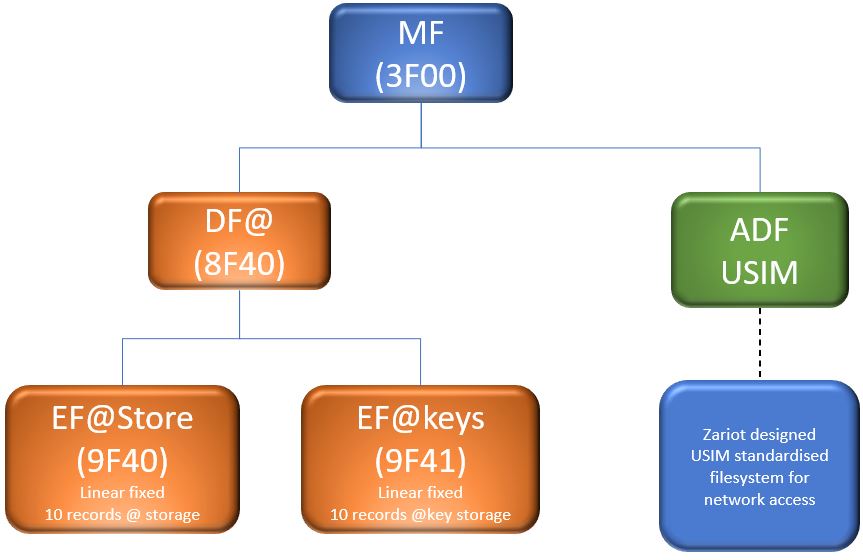 MF
(3F00)
DF@
(8F40)
ADF
USIM
EF@Store
(9F40)
Linear fixed
10 records @ storage
EF@keys
(9F41)
Linear fixed
10 records @key storage
Zariot designed
USIM standardised
filesystem for
network access